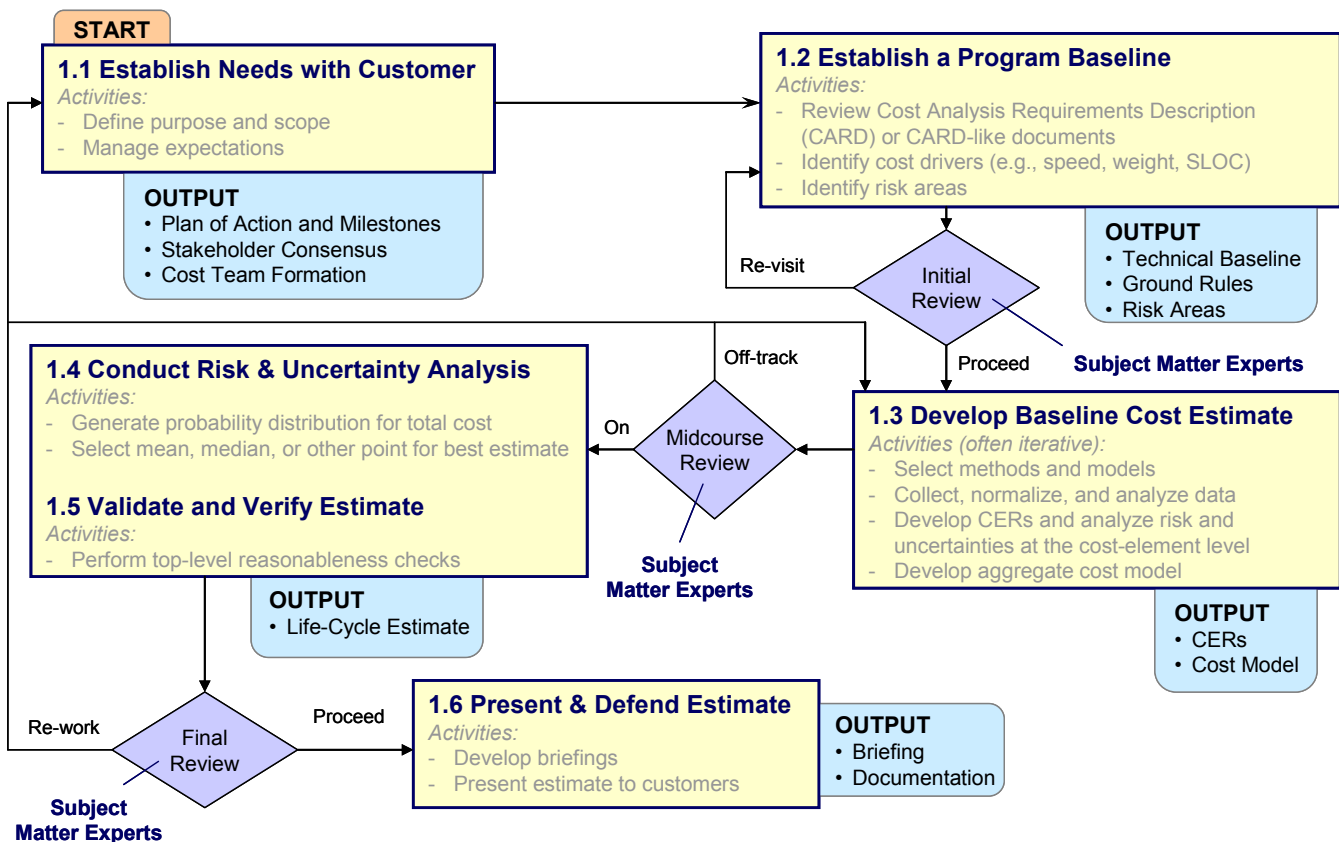 START
1.1 Establish Needs with Customer
Activities:
- Define purpose and scope
- Manage expectations
OUTPUT
• Plan of Action and Milestones
• Stakeholder Consensus
• Cost Team Formation
1.2 Establish a Program Baseline
Activities:
- Review Cost Analysis Requirements Description
(CARD) or CARD-like documents
- Identify cost drivers (e.g., speed, weight, SLOC)
- Identify risk areas
OUTPUT
• Technical Baseline
• Ground Rules
• Risk Areas
Re-visit
Initial
Review
Subject Matter Experts
Proceed
1.3 Develop Baseline Cost Estimate
Activities (often iterative):
- Select methods and models
- Collect, normalize, and analyze data
- Develop CERs and analyze risk and
uncertainties at the cost-element level
- Develop aggregate cost model
OUTPUT
• CERs
• Cost Model
Off-track
Midcourse
Review
On
Subject
Matter Experts
1.4 Conduct Risk & Uncertainty Analysis
Activities:
- Generate probability distribution for total cost
- Select mean, median, or other point for best estimate
1.5 Validate and Verify Estimate
Activities:
- Perform top-level reasonableness checks
OUTPUT
• Life-Cycle Estimate
Re-work
Final
Review
Proceed
Subject
Matter Experts
1.6 Present & Defend Estimate
Activities:
- Develop briefings
- Present estimate to customers
OUTPUT
• Briefing
• Documentation